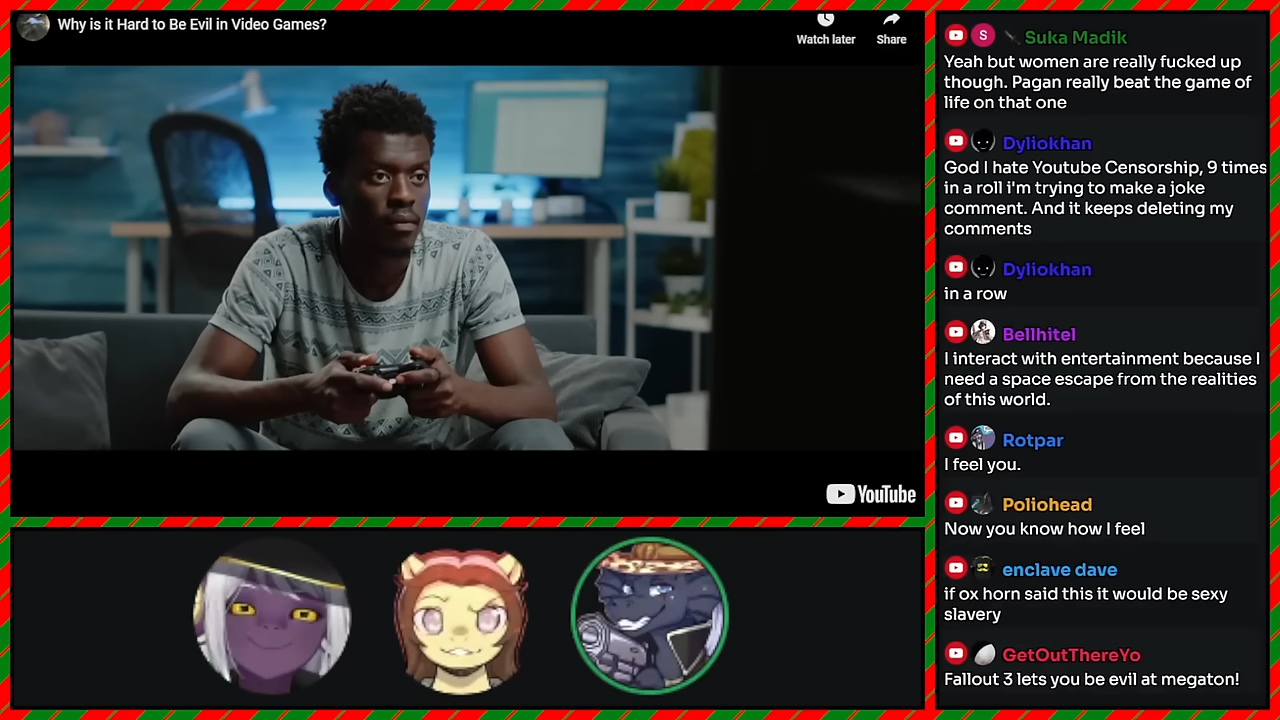 Why is it Hard to Be Evil in Video Games?
Watch later
Share
YouTube
S
Suka Madik
Yeah but women are really fucked up
though. Pagan really beat the game of
life on that one
Dyliokhan
God I hate Youtube Censorship, 9 times
in a roll i'm trying to make a joke
comment. And it keeps deleting my
comments
Dyliokhan
in a row
Bellhitel
I interact with entertainment because I
need a space escape from the realities
of this world.
Rotpar
I feel you.
Poliohead
Now you know how I feel
enclave dave
if ox horn said this it would be sexy
slavery
GetOutThereYo
Fallout 3 lets you be evil at megaton!